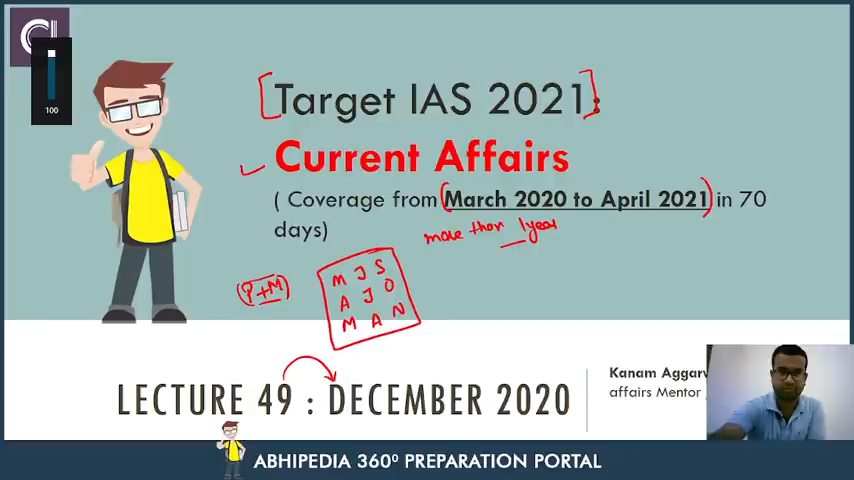 100
[Target IAS 2021]:
✓ Current Affairs
( Coverage from (March 2020 to April 2021) in 70
days)
more than 1 year
(P+M)
M J S
A J O
M A N
LECTURE 49 : DECEMBER 2020
Kanam Aggarw
affairs Mentor
ABHIPEDIA 360° PREPARATION PORTAL